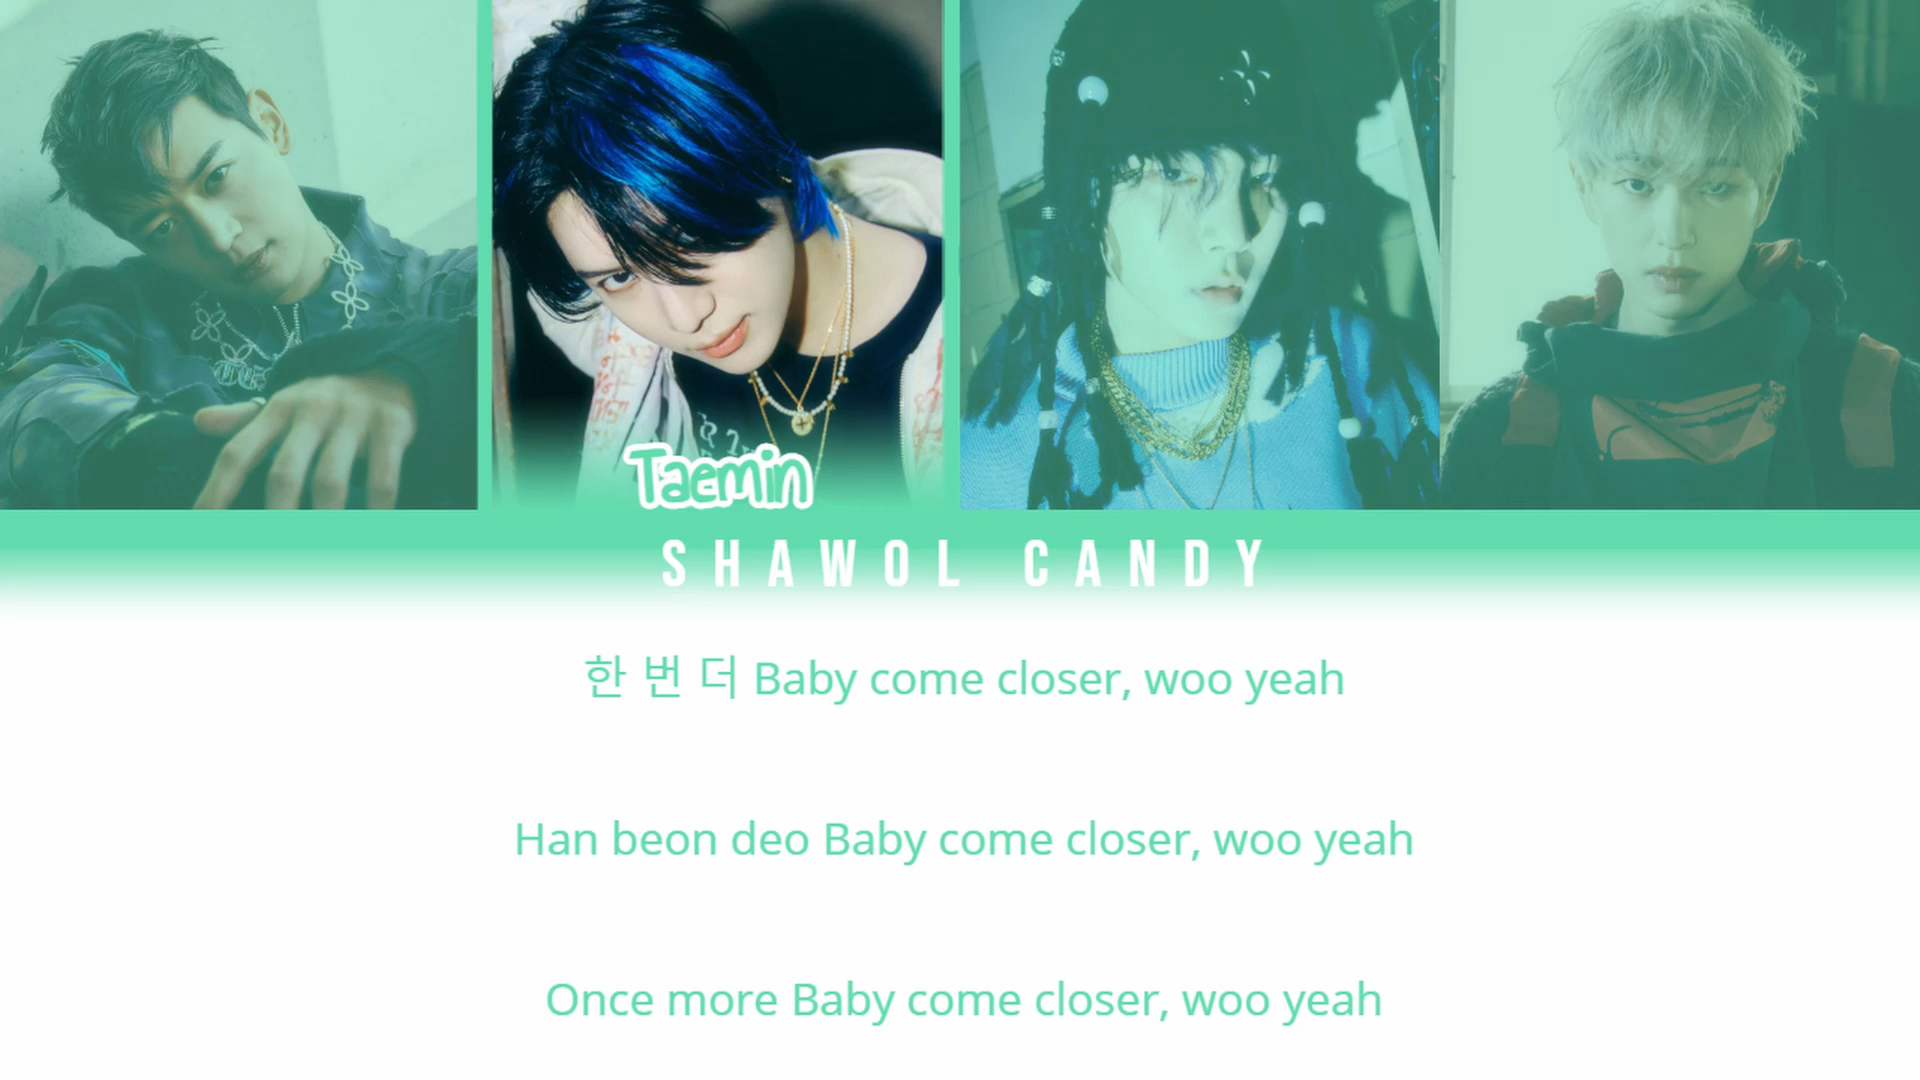 Taemin
SHAWOL CANDY
한 번 더 Baby come closer, woo yeah
Han beon deo Baby come closer, woo yeah
Once more Baby come closer, woo yeah